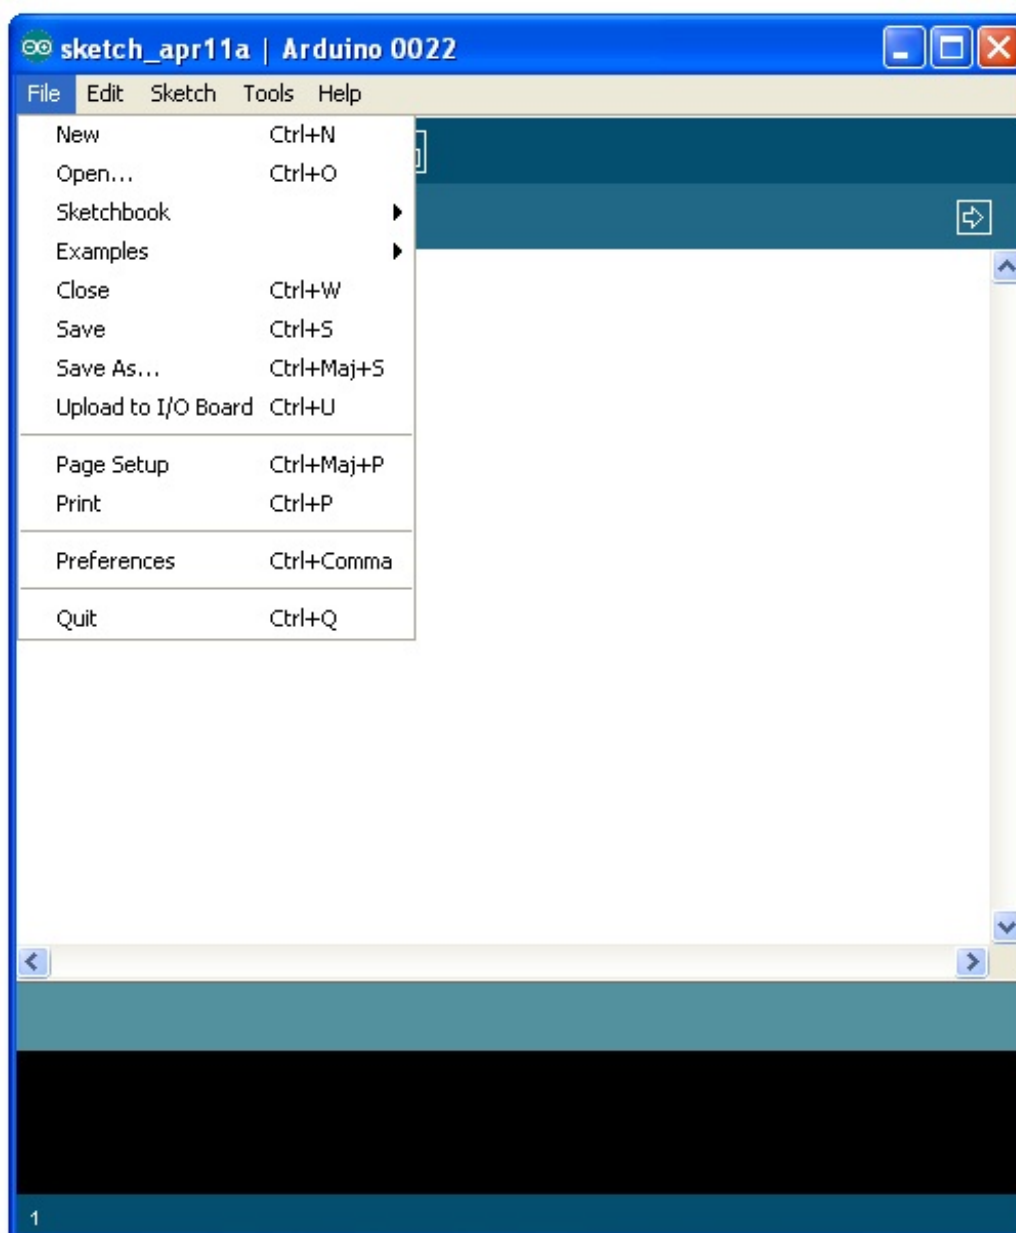 sketch_apr11a | Arduino 0022
File Edit Sketch Tools Help
New Ctrl+N
Open... Ctrl+O
Sketchbook
Examples
Close Ctrl+W
Save Ctrl+S
Save As... Ctrl+Maj+S
Upload to I/O Board Ctrl+U
Page Setup Ctrl+Maj+P
Print Ctrl+P
Preferences Ctrl+Comma
Quit Ctrl+Q
1